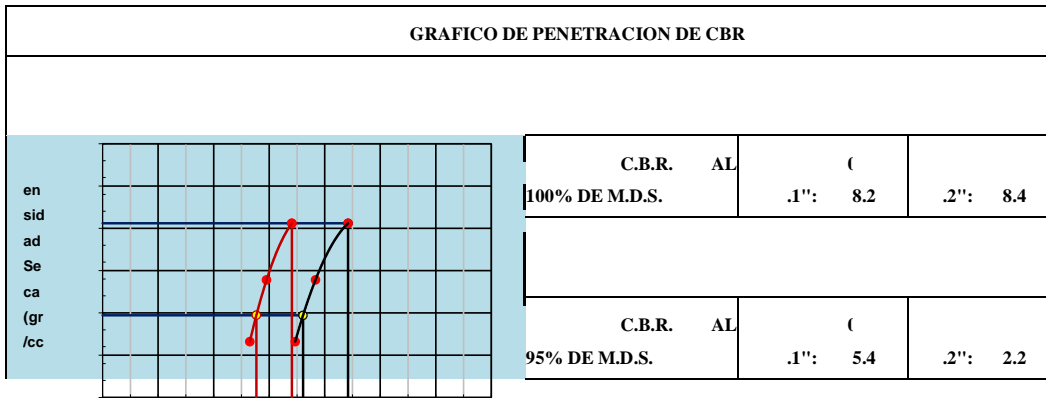 GRAFICO DE PENETRACION DE CBR
en
sid
ad
Se
ca
(gr
/cc
C.B.R. AL
100% DE M.D.S.
.1": 8.2
.2": 8.4
C.B.R. AL
95% DE M.D.S.
.1": 5.4
.2": 2.2